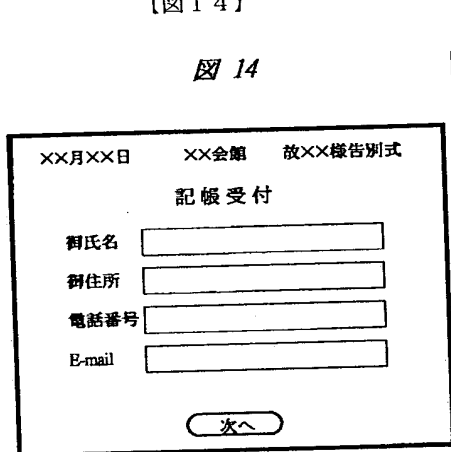 【図14】
図 14
××月××日 ××会館 故××様告別式
記帳受付
御氏名
御住所
電話番号
E-mail
次へ